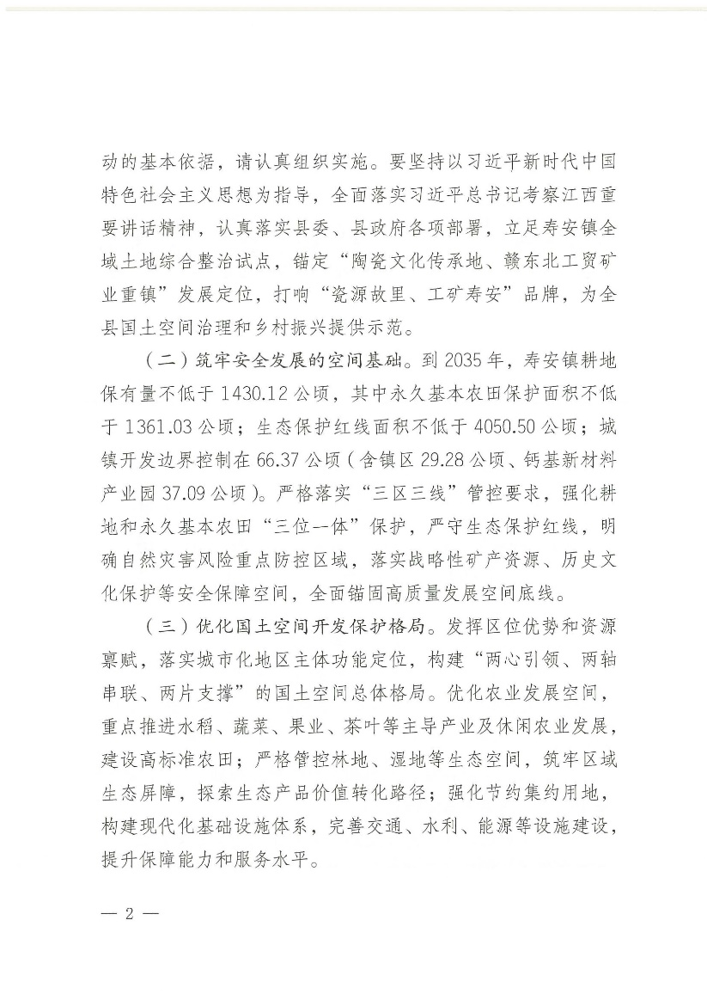 动的基本依据，请认真组织实施。要坚持以习近平新时代中国
特色社会主义思想为指导，全面落实习近平总书记考察江西重
要讲话精神，认真落实县委、县政府各项部署，立足寿安镇全
域土地综合整治试点，锚定“陶瓷文化传承地、赣东北工贸矿
业重镇”发展定位，打响“瓷源故里、工矿寿安”品牌，为全
县国土空间治理和乡村振兴提供示范。
（二）筑牢安全发展的空间基础。到 2035 年，寿安镇耕地
保有量不低于 1430.12 公顷，其中永久基本农田保护面积不低
于 1361.03 公顷；生态保护红线面积不低于 4050.50 公顷；城
镇开发边界控制在 66.37 公顷（含镇区 29.28 公顷、钙基新材料
产业园 37.09 公顷）。严格落实“三区三线”管控要求，强化耕
地和永久基本农田“三位一体”保护，严守生态保护红线，明
确自然灾害风险重点防控区域，落实战略性矿产资源、历史文
化保护等安全保障空间，全面锚固高质量发展空间底线。
（三）优化国土空间开发保护格局。发挥区位优势和资源
禀赋，落实城市化地区主体功能定位，构建“两心引领、两轴
串联、两片支撑”的国土空间总体格局。优化农业发展空间，
重点推进水稻、蔬菜、果业、茶叶等主导产业及休闲农业发展，
建设高标准农田；严格管控林地、湿地等生态空间，筑牢区域
生态屏障，探索生态产品价值转化路径；强化节约集约用地，
构建现代化基础设施体系，完善交通、水利、能源等设施建设，
提升保障能力和服务水平。
— 2 —